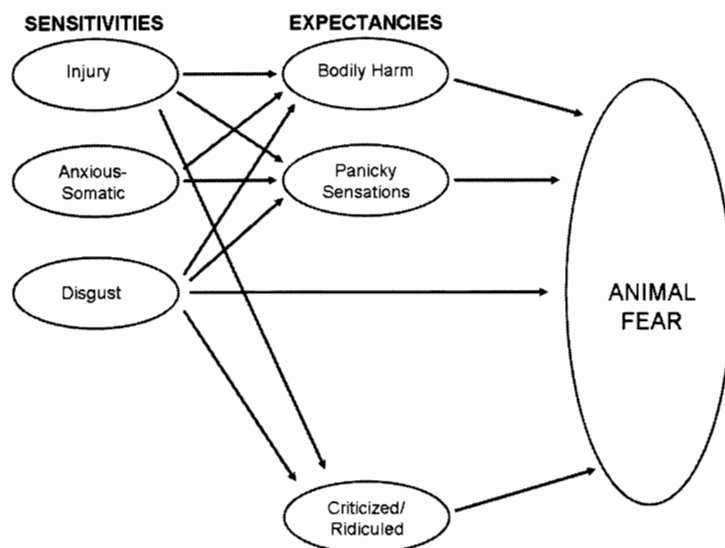 SENSITIVITIES
EXPECTANCIES
Injury
Bodily Harm
Anxious-
Somatic
Panicky
Sensations
Disgust
ANIMAL
FEAR
Criticized/
Ridiculed